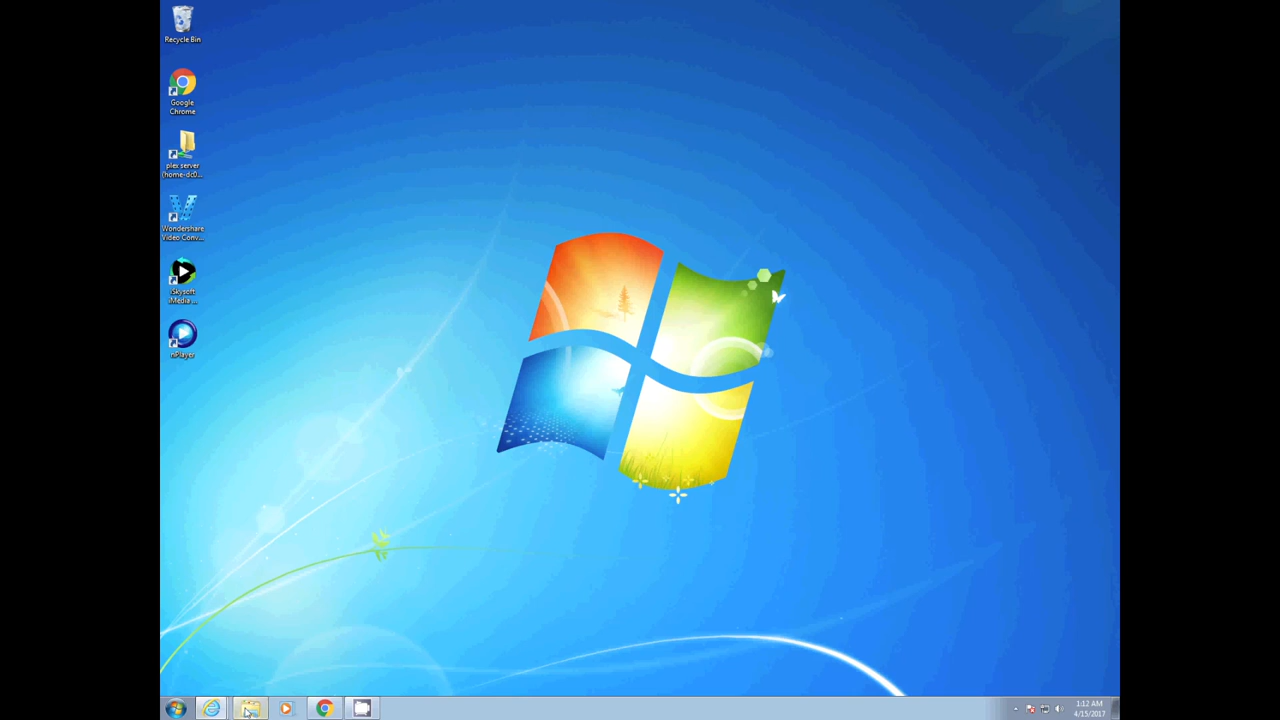 Recycle Bin
Google
Chrome
plex server
(home-dc0...
Wondershare
Video Conv...
iSkysoft
iMedia ...
nPlayer
1:12 AM
4/15/2017